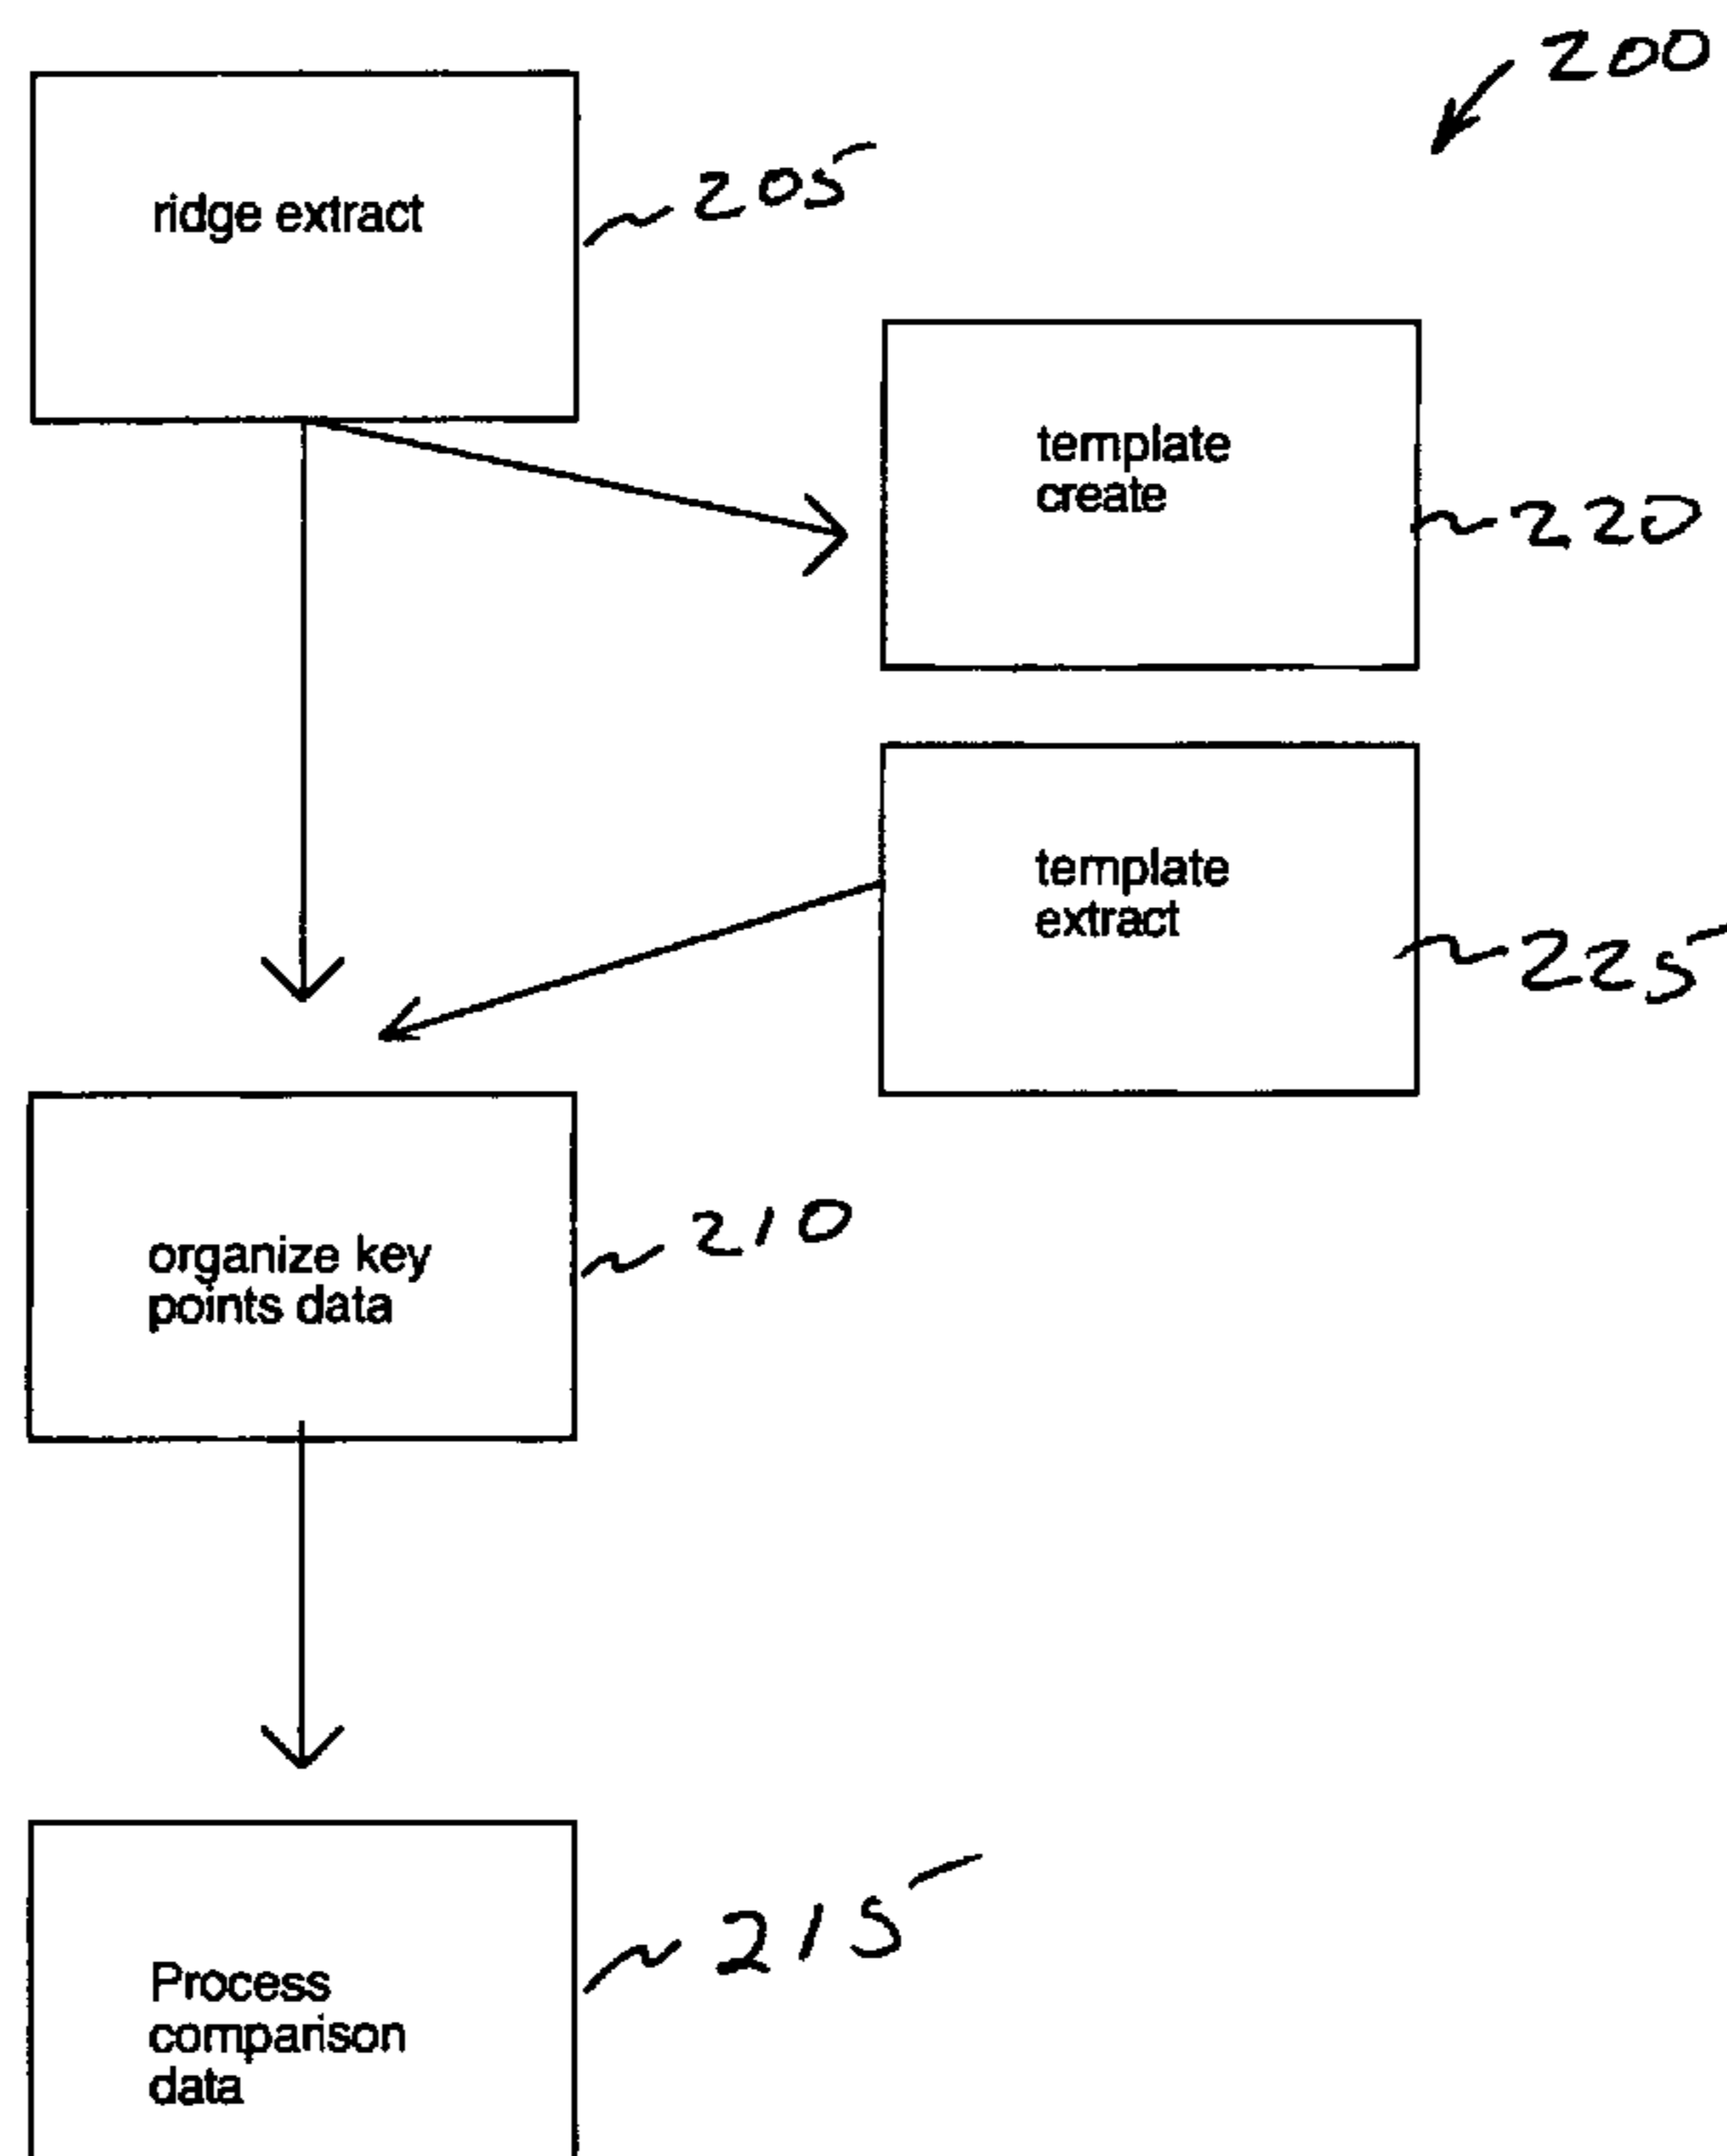 200
ridge extract
205
template
create
220
template
extract
225
organize key
points data
210
Process
comparison
data
215